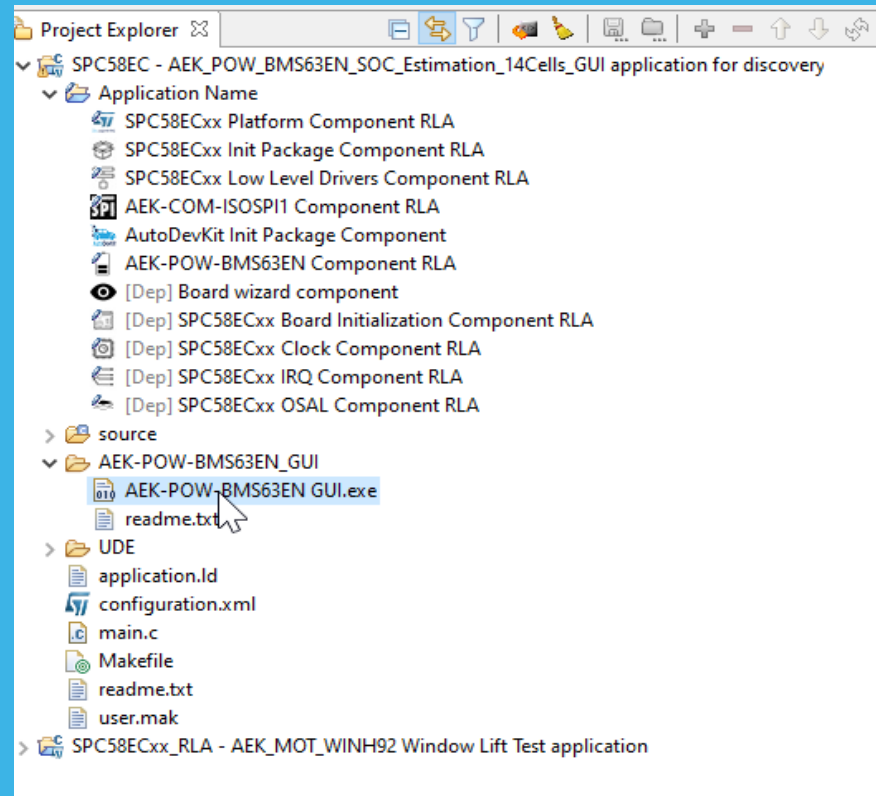 Project Explorer
SPC58EC - AEK_POW_BMS63EN_SOC_Estimation_14Cells_GUI application for discovery
Application Name
SPC58ECxx Platform Component RLA
SPC58ECxx Init Package Component RLA
SPC58ECxx Low Level Drivers Component RLA
SPI AEK-COM-ISOSPI1 Component RLA
AutoDevKit Init Package Component
AEK-POW-BMS63EN Component RLA
[Dep] Board wizard component
[Dep] SPC58ECxx Board Initialization Component RLA
[Dep] SPC58ECxx Clock Component RLA
[Dep] SPC58ECxx IRQ Component RLA
[Dep] SPC58ECxx OSAL Component RLA
source
AEK-POW-BMS63EN_GUI
010 AEK-POW-BMS63EN GUI.exe
readme.txt
UDE
application.ld
configuration.xml
.c main.c
Makefile
readme.txt
user.mak
SPC58ECxx_RLA - AEK_MOT_WINH92 Window Lift Test application